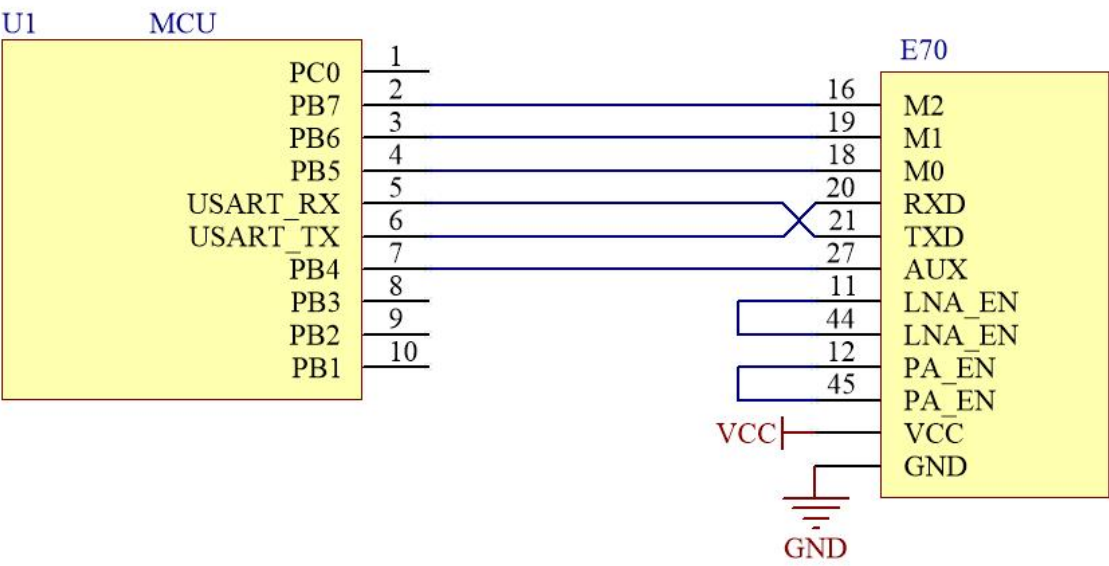 U1 MCU
PC0 1
PB7 2
PB6 3
PB5 4
USART_RX 5
USART_TX 6
PB4 7
PB3 8
PB2 9
PB1 10
E70
16 M2
19 M1
18 M0
20 RXD
21 TXD
27 AUX
11 LNA_EN
44 LNA_EN
12 PA_EN
45 PA_EN
VCC VCC
GND
GND